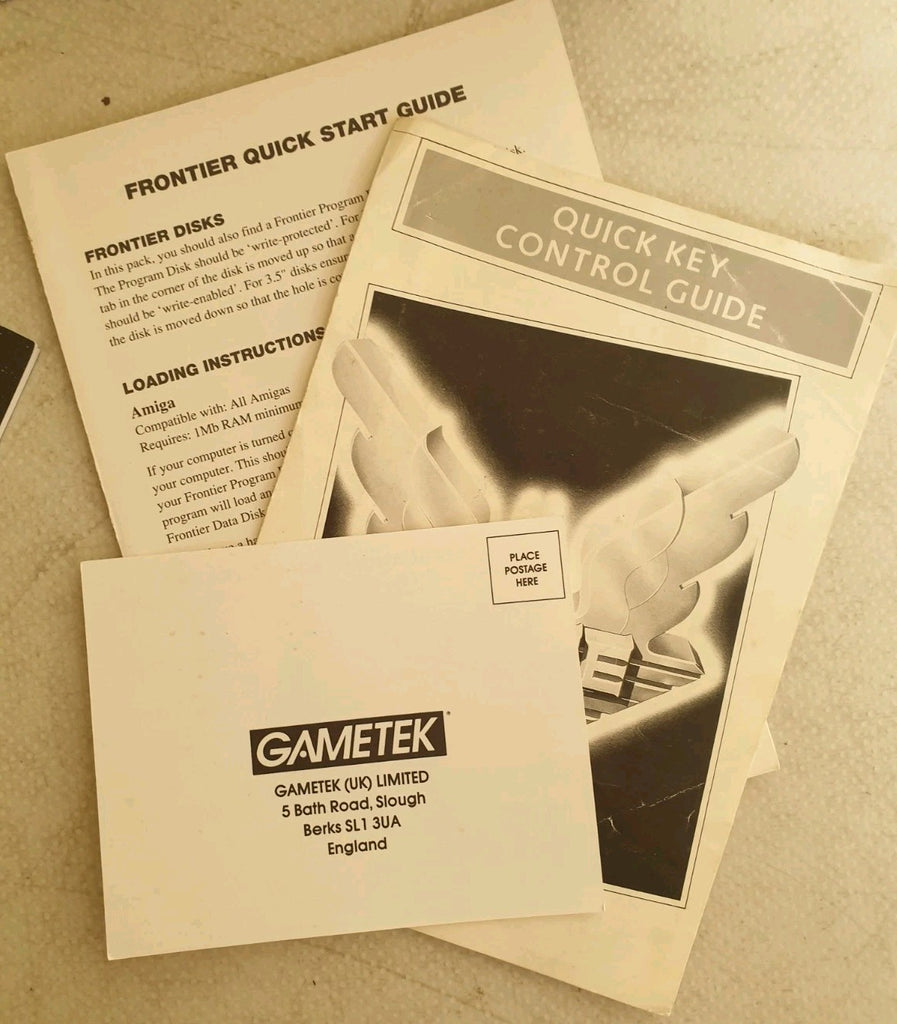 FRONTIER QUICK START GUIDE
FRONTIER DISKS
In this pack, you should also find a Frontier Program
The Program Disk should be ‘write-protected’. For
tab in the corner of the disk is moved up so that a
should be ‘write-enabled’. For 3.5" disks ensur
the disk is moved down so that the hole is co
LOADING INSTRUCTIONS
Amiga
Compatible with: All Amigas
Requires: 1Mb RAM minimum
If your computer is turned
your computer. This shou
your Frontier Program
program will load an
Frontier Data Disk
QUICK KEY
CONTROL GUIDE
PLACE
POSTAGE
HERE
GAMETEK
GAMETEK (UK) LIMITED
5 Bath Road, Slough
Berks SL1 3UA
England